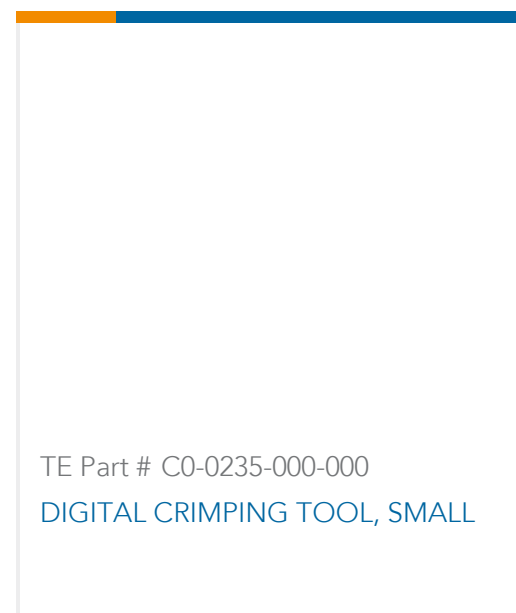 TE Part # C0-0235-000-000
DIGITAL CRIMPING TOOL, SMALL